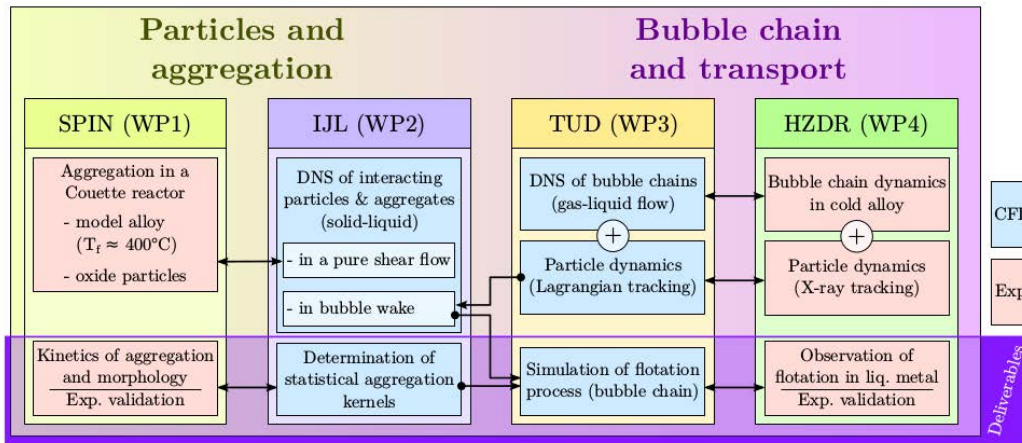 Particles and
aggregation
Bubble chain
and transport
SPIN (WP1)
Aggregation in a
Couette reactor
- model alloy
(T_f ≈ 400°C)
- oxide particles
Kinetics of aggregation
and morphology
Exp. validation
IJL (WP2)
DNS of interacting
particles & aggregates
(solid-liquid)
- in a pure shear flow
- in bubble wake
Determination of
statistical aggregation
kernels
TUD (WP3)
DNS of bubble chains
(gas-liquid flow)
+
Particle dynamics
(Lagrangian tracking)
Simulation of flotation
process (bubble chain)
HZDR (WP4)
Bubble chain dynamics
in cold alloy
+
Particle dynamics
(X-ray tracking)
Observation of
flotation in liq. metal
Exp. validation
Exp
Deliverables